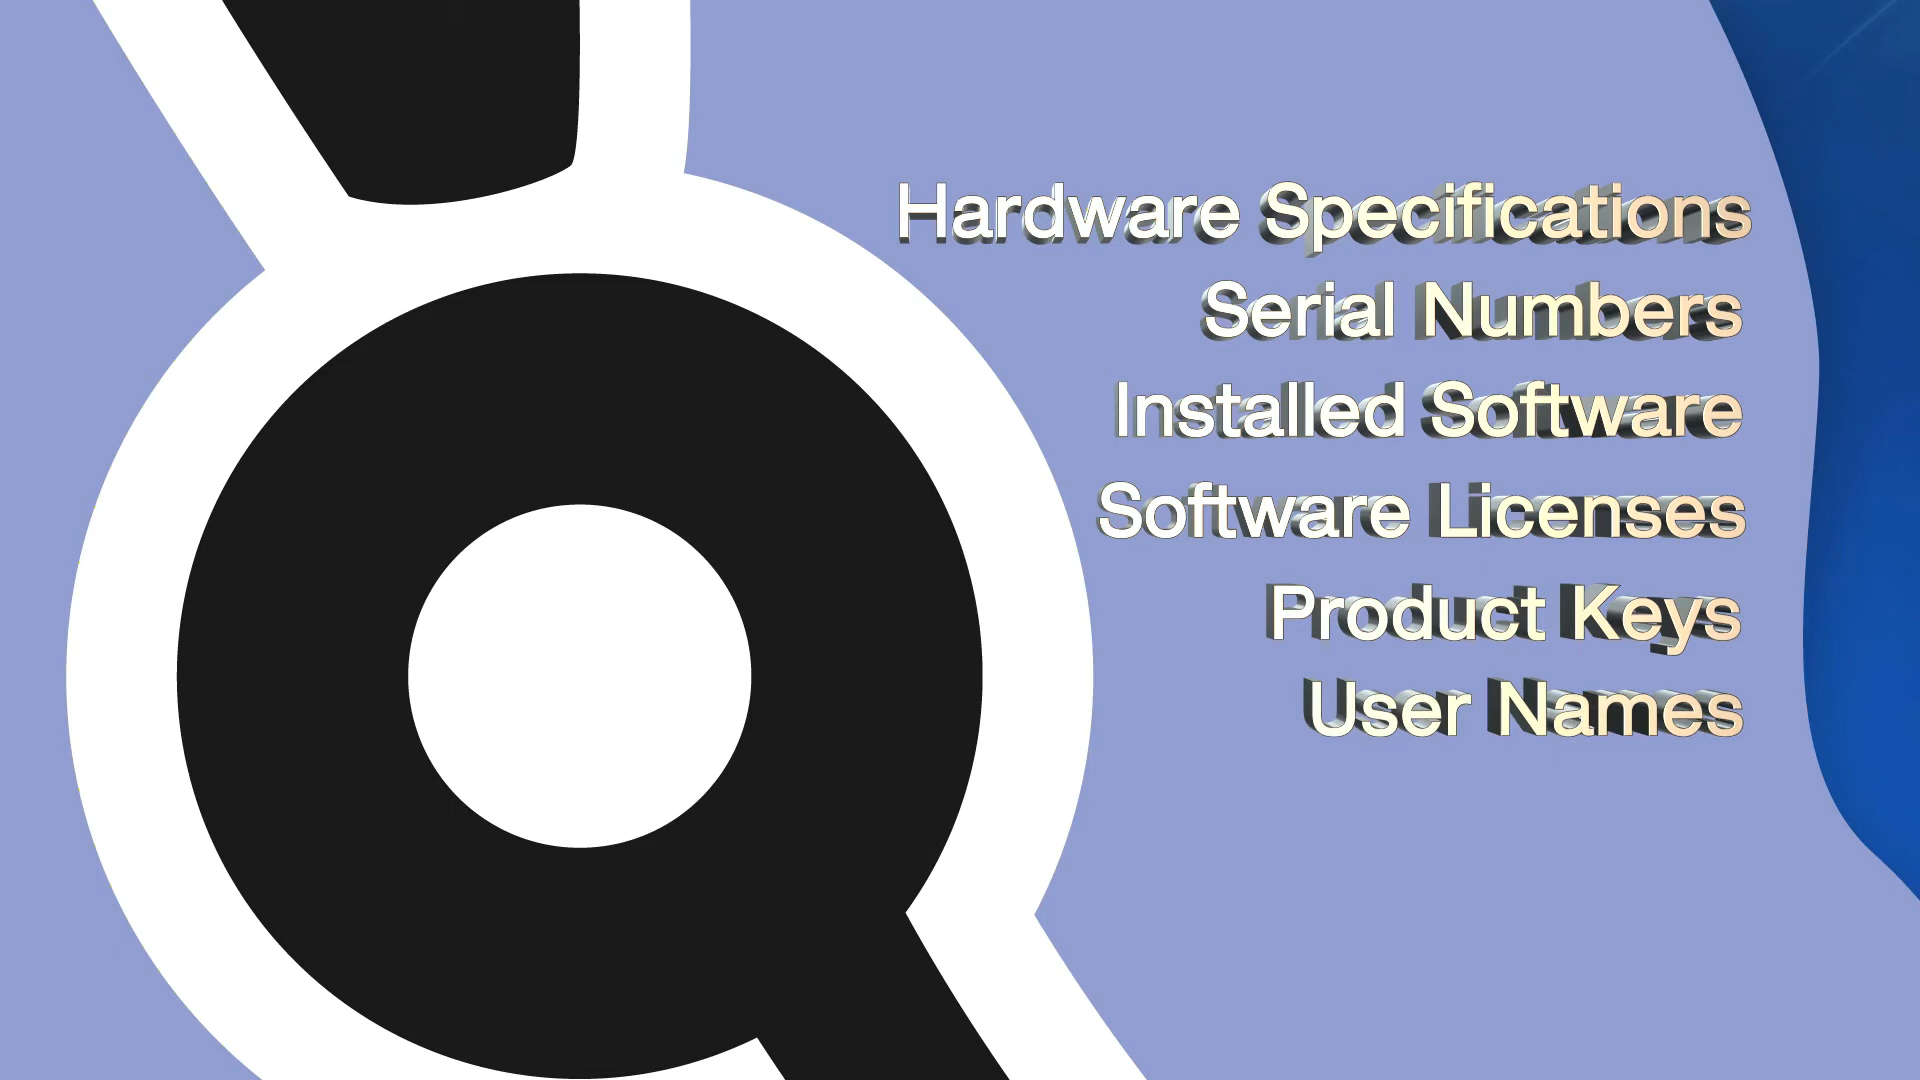 Hardware Specifications
Serial Numbers
Installed Software
Software Licenses
Product Keys
User Names